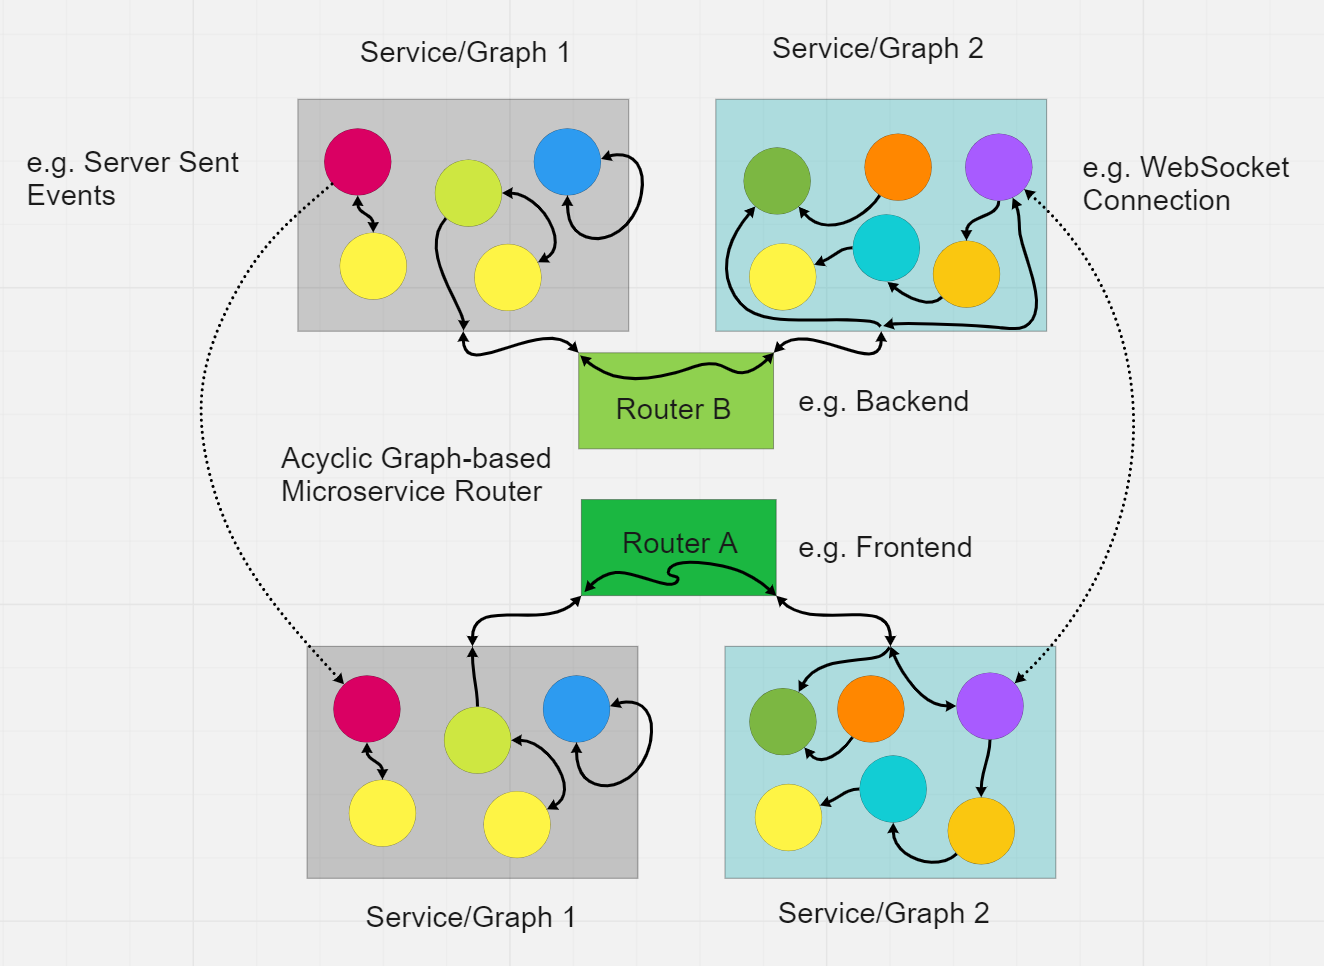 Service/Graph 1
Service/Graph 2
e.g. Server Sent
Events
e.g. WebSocket
Connection
Router B
e.g. Backend
Acyclic Graph-based
Microservice Router
Router A
e.g. Frontend
Service/Graph 1
Service/Graph 2